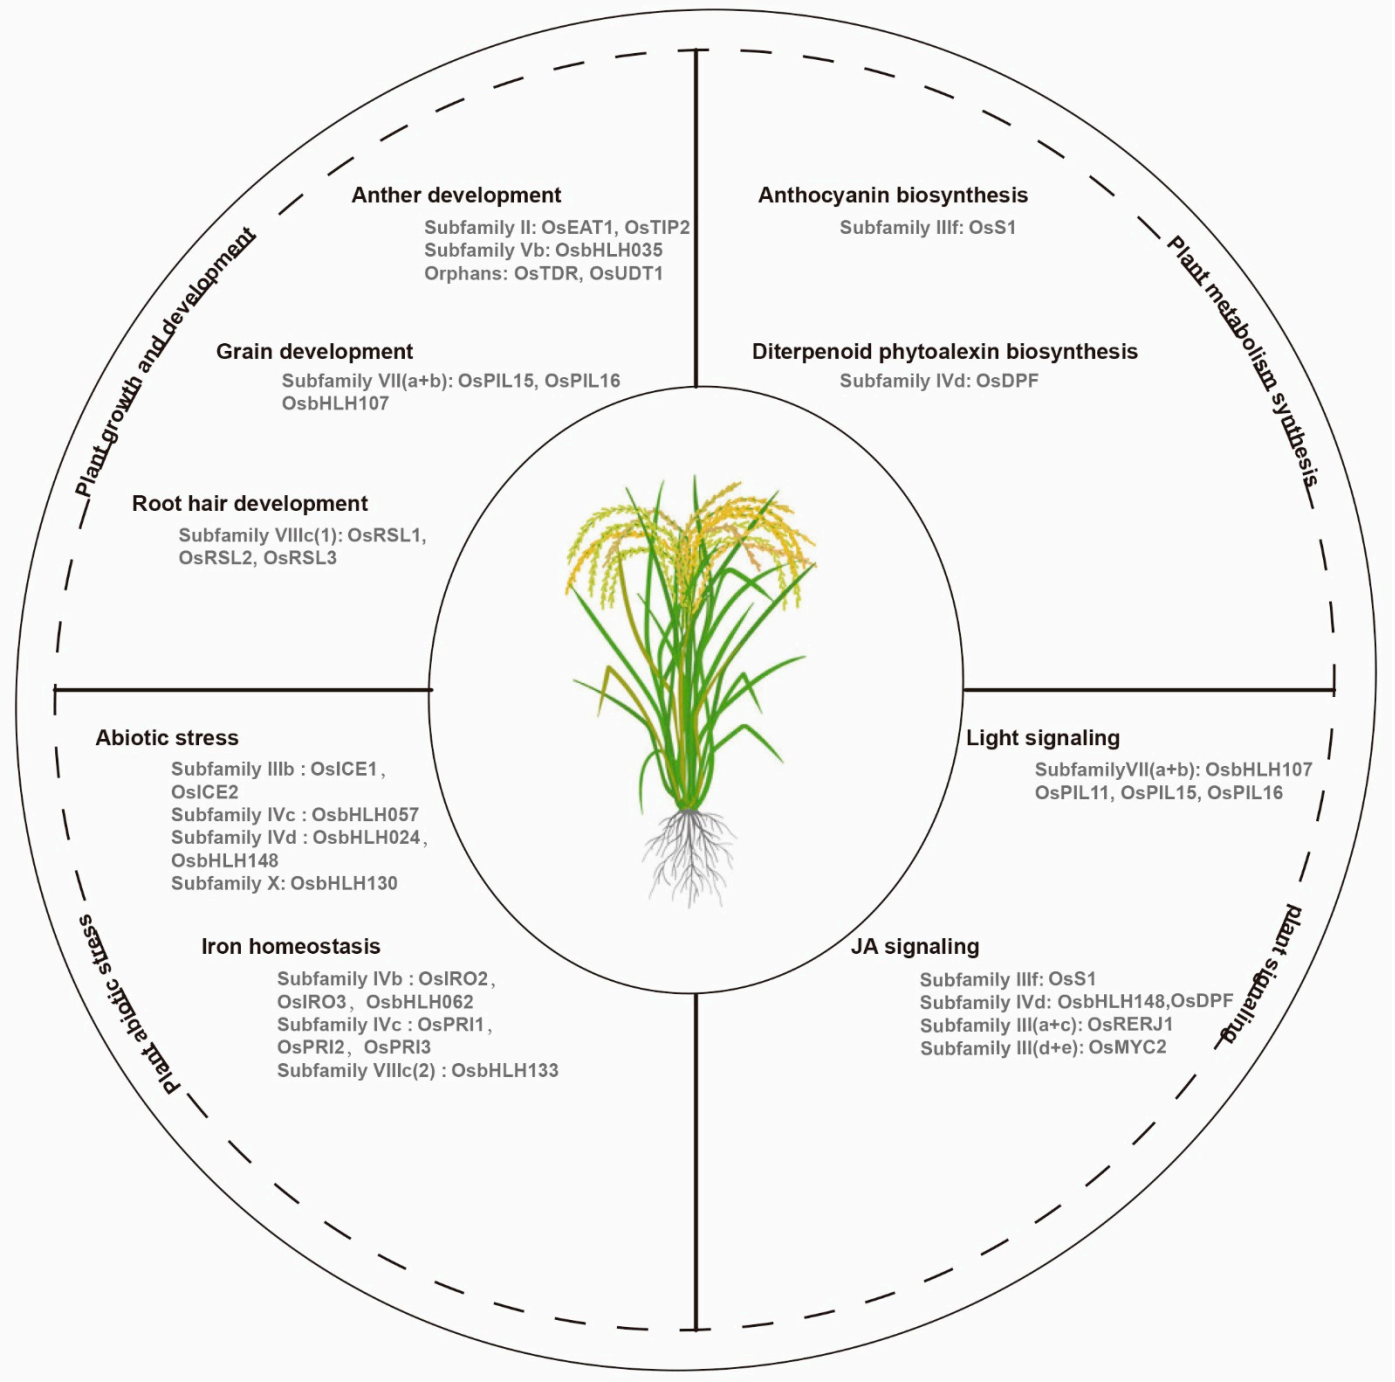 Plant growth and development
Anther development
Subfamily II: OsEAT1, OsTIP2
Subfamily Vb: OsbHLH035
Orphans: OsTDR, OsUDT1
Grain development
Subfamily VII(a+b): OsPIL15, OsPIL16
OsbHLH107
Root hair development
Subfamily VIIIc(1): OsRSL1,
OsRSL2, OsRSL3
Plant metabolism synthesis
Anthocyanin biosynthesis
Subfamily IIIf: OsS1
Diterpenoid phytoalexin biosynthesis
Subfamily IVd: OsDPF
Plant abiotic stress
Abiotic stress
Subfamily IIIb : OsICE1,
OsICE2
Subfamily IVc : OsbHLH057
Subfamily IVd : OsbHLH024,
OsbHLH148
Subfamily X: OsbHLH130
Iron homeostasis
Subfamily IVb : OsIRO2,
OsIRO3, OsbHLH062
Subfamily IVc : OsPRI1,
OsPRI2, OsPRI3
Subfamily VIIIc(2) : OsbHLH133
plant signaling
Light signaling
SubfamilyVII(a+b): OsbHLH107
OsPIL11, OsPIL15, OsPIL16
JA signaling
Subfamily IIIf: OsS1
Subfamily IVd: OsbHLH148,OsDPF
Subfamily III(a+c): OsRERJ1
Subfamily III(d+e): OsMYC2